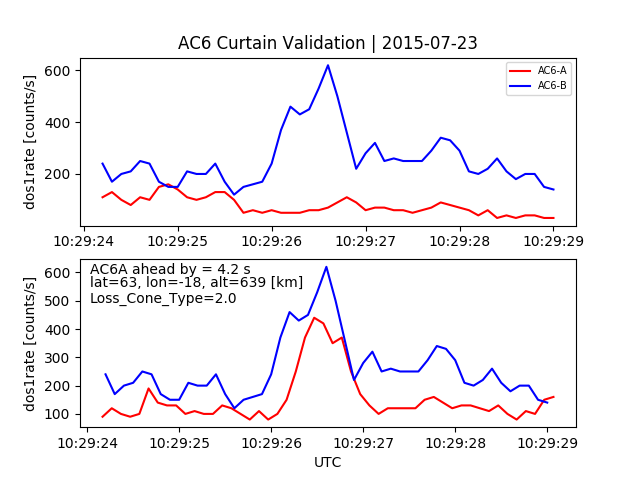 AC6 Curtain Validation | 2015-07-23
dos1rate [counts/s]
600
400
200
AC6-A
AC6-B
10:29:24 10:29:25 10:29:26 10:29:27 10:29:28 10:29:29
dos1rate [counts/s]
600
500
400
300
200
100
AC6A ahead by = 4.2 s
lat=63, lon=-18, alt=639 [km]
Loss_Cone_Type=2.0
10:29:24 10:29:25 10:29:26 10:29:27 10:29:28 10:29:29
UTC